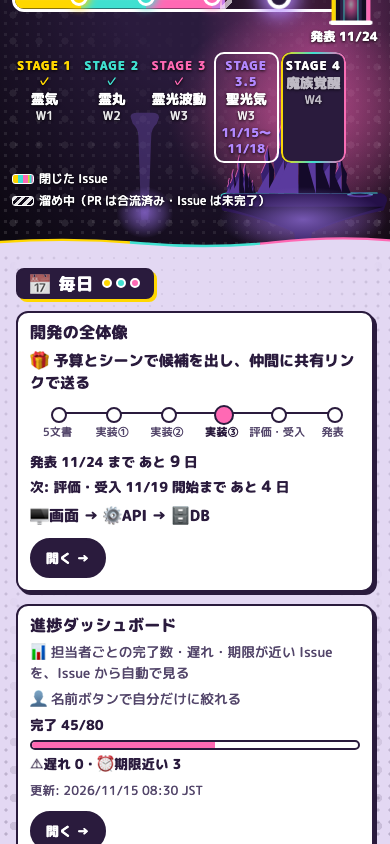 発表 11/24
STAGE 1
✓
霊気
W1
STAGE 2
✓
霊丸
W2
STAGE 3
✓
霊光波動
W3
STAGE
3.5
聖光気
W3
11/15〜
11/18
STAGE 4
魔族覚醒
W4
閉じた Issue
溜め中（PR は合流済み・Issue は未完了）
📅 毎日
開発の全体像
🎁 予算とシーンで候補を出し、仲間に共有リン
クで送る
5文書 実装① 実装② 実装③ 評価・受入 発表
発表 11/24 まで あと 9 日
次: 評価・受入 11/19 開始まで あと 4 日
🖥️画面 → ⚙️API → 🗄️DB
開く →
進捗ダッシュボード
📊 担当者ごとの完了数・遅れ・期限が近い Issue
を、Issue から自動で見る
👤 名前ボタンで自分だけに絞れる
完了 45/80
⚠遅れ 0・⏰期限近い 3
更新: 2026/11/15 08:30 JST
開く →